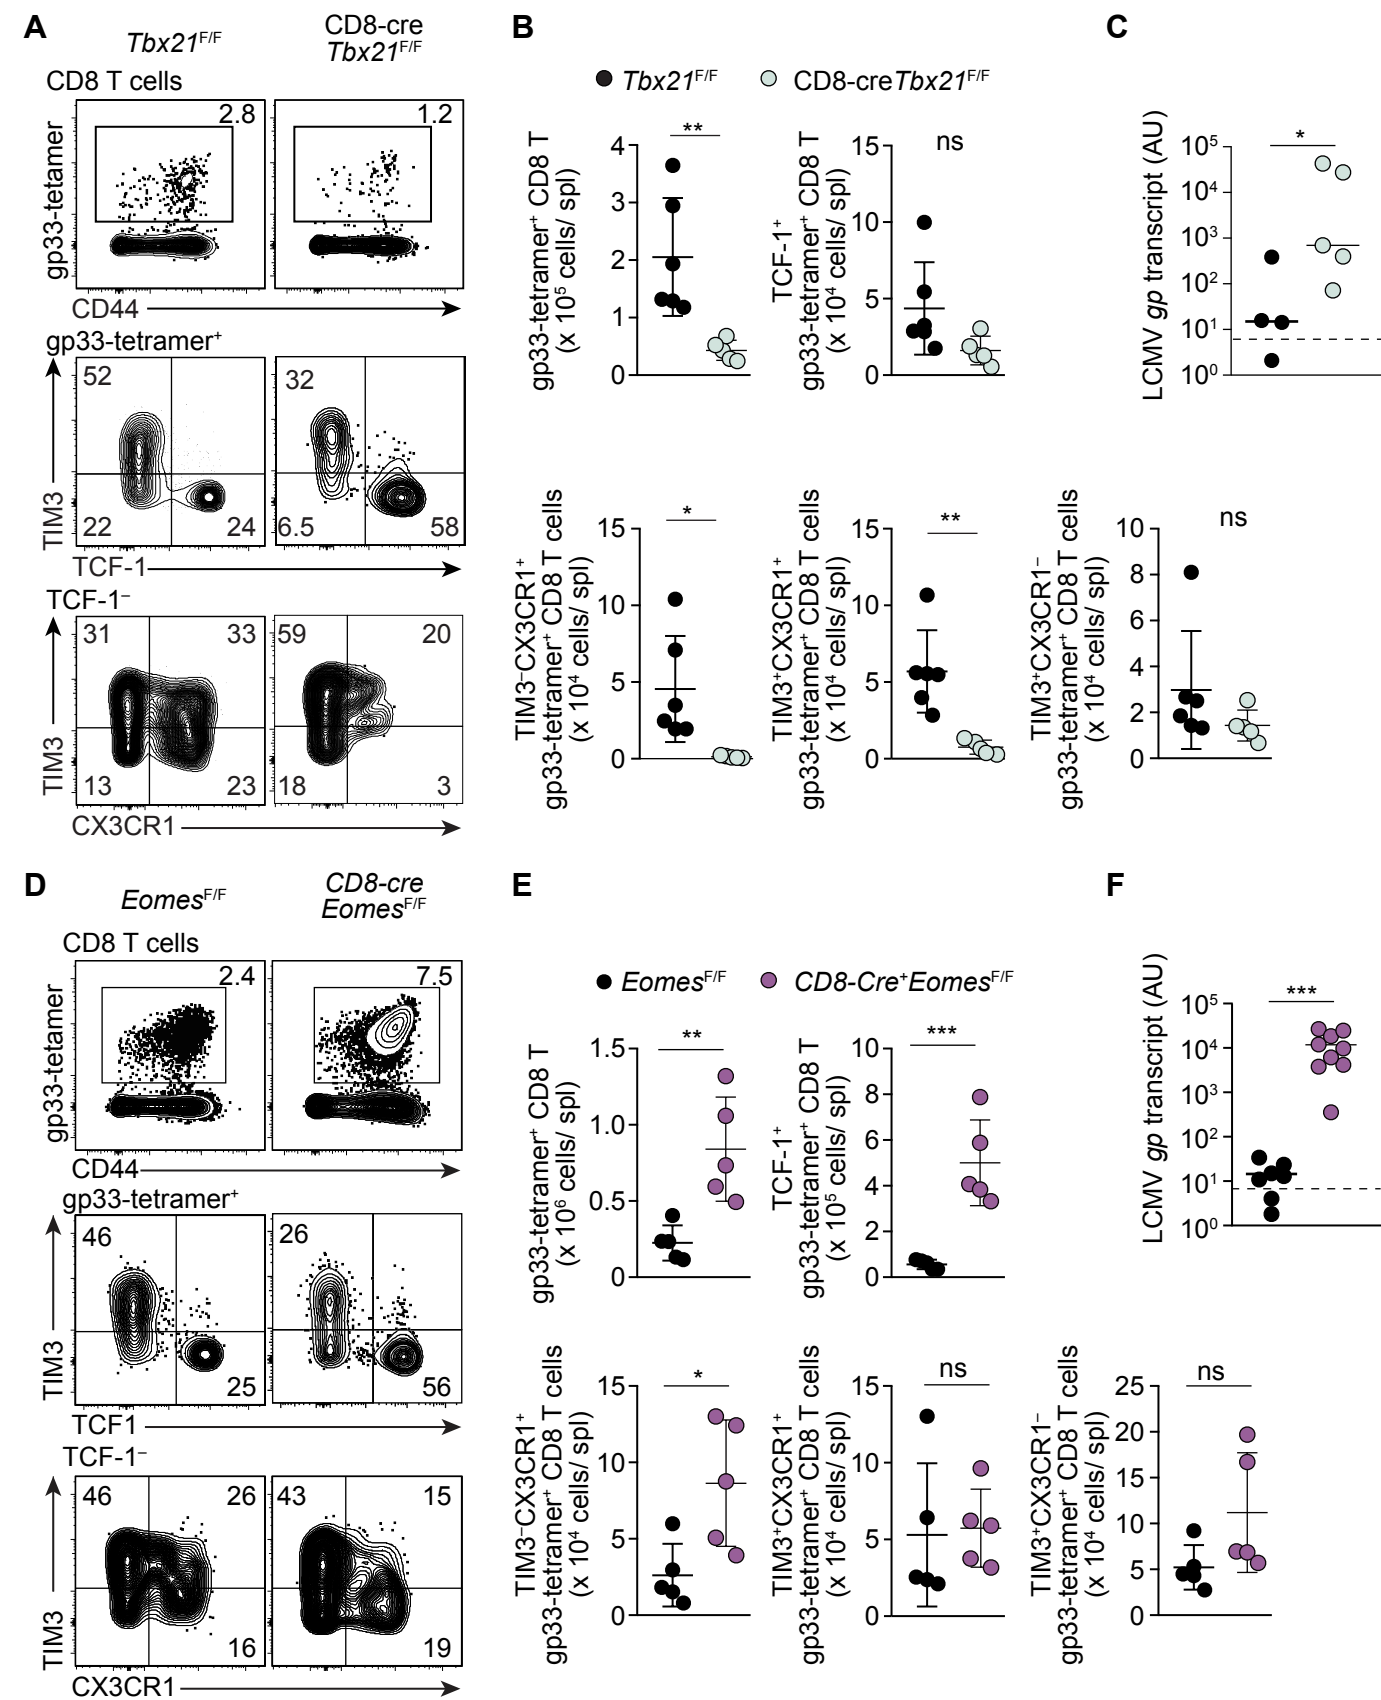 A
Tbx21F/F
CD8-cre
Tbx21F/F
CD8 T cells
gp33-tetamer
2.8
1.2
CD44
gp33-tetramer+
TIM3
52
22
24
32
6.5
58
TCF-1
TCF-1–
TIM3
31
33
13
23
59
20
18
3
CX3CR1
B
Tbx21F/F
CD8-creTbx21F/F
gp33-tetramer+ CD8 T
(x 105 cells/ spl)
4
3
2
1
0
**
TCF-1+
gp33-tetramer+ CD8 T
(x 104 cells/ spl)
15
10
5
0
ns
TIM3–CX3CR1+
gp33-tetramer+ CD8 T cells
(x 104 cells/ spl)
15
10
5
0
*
TIM3+CX3CR1+
gp33-tetramer+ CD8 T cells
(x 104 cells/ spl)
15
10
5
0
**
TIM3+CX3CR1–
gp33-tetramer+ CD8 T cells
(x 104 cells/ spl)
10
8
6
4
2
0
ns
C
LCMV gp transcript (AU)
105
104
103
102
101
100
*
D
EomesF/F
CD8-cre
EomesF/F
CD8 T cells
gp33-tetamer
2.4
7.5
CD44
gp33-tetramer+
TIM3
46
25
26
56
TCF1
TCF-1–
TIM3
46
26
16
43
15
19
CX3CR1
E
EomesF/F
CD8-Cre+EomesF/F
gp33-tetramer+ CD8 T
(x 106 cells/ spl)
1.5
1.0
0.5
0
**
TCF-1+
gp33-tetramer+ CD8 T
(x 105 cells/ spl)
10
8
6
4
2
0
***
TIM3–CX3CR1+
gp33-tetramer+ CD8 T cells
(x 104 cells/ spl)
15
10
5
0
*
TIM3+CX3CR1+
gp33-tetramer+ CD8 T cells
(x 104 cells/ spl)
15
10
5
0
ns
TIM3+CX3CR1–
gp33-tetramer+ CD8 T cells
(x 104 cells/ spl)
25
20
15
10
5
0
ns
F
LCMV gp transcript (AU)
105
104
103
102
101
100
***